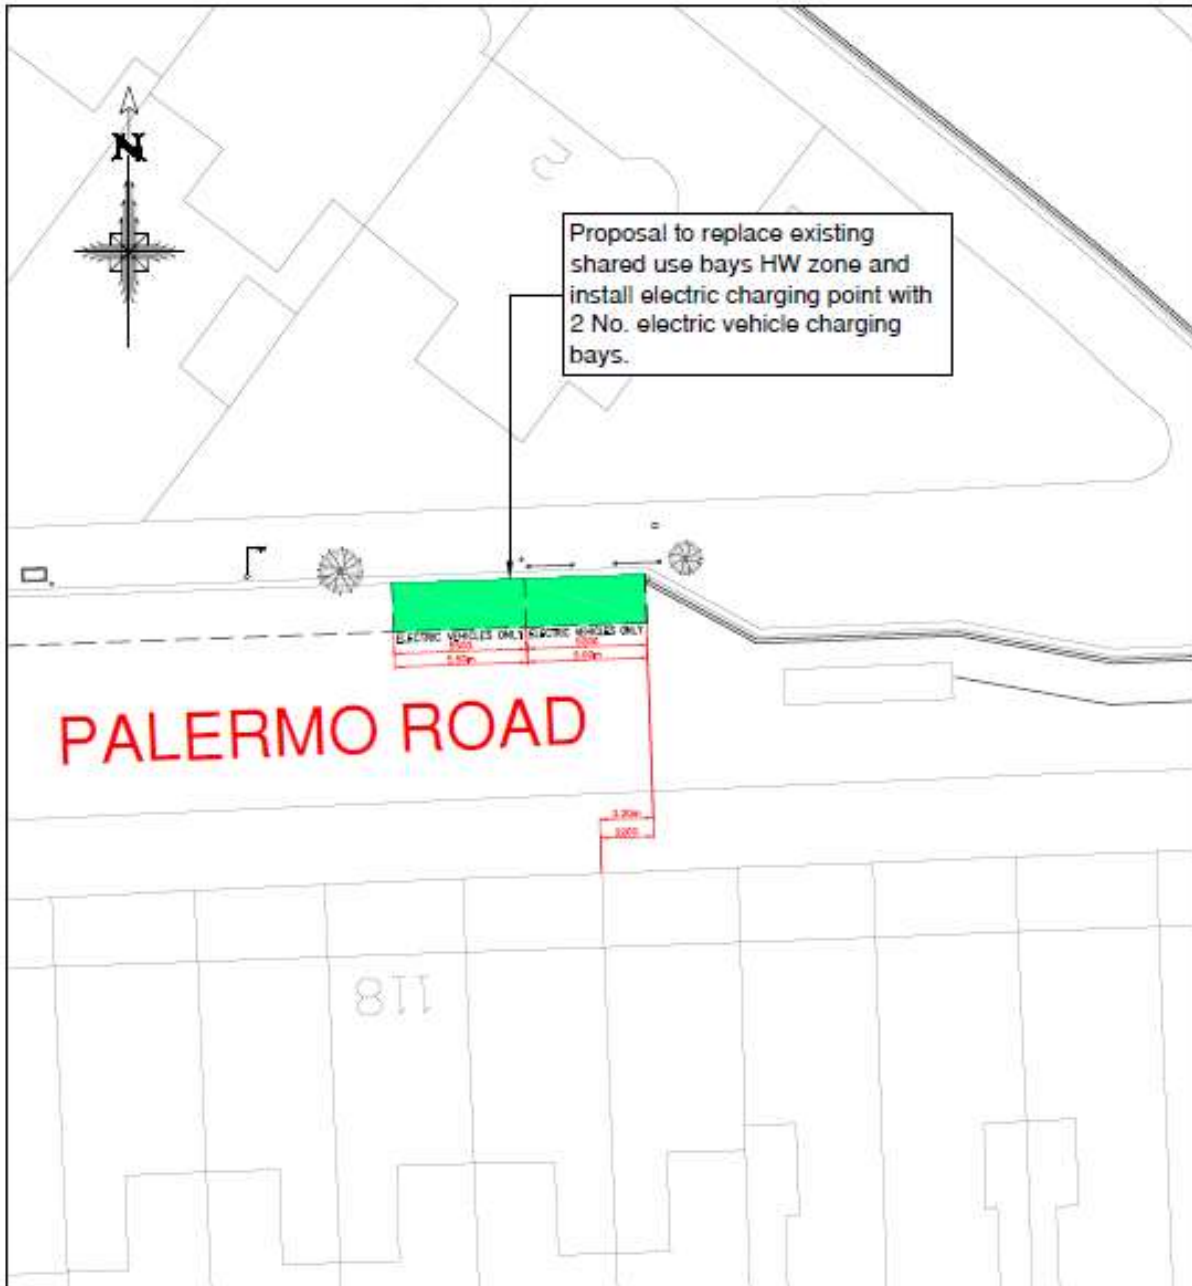 N
2
Proposal to replace existing
shared use bays HW zone and
install electric charging point with
2 No. electric vehicle charging
bays.
ELECTRIC VEHICLES ONLY ELECTRIC VEHICLES ONLY
PALERMO ROAD
118